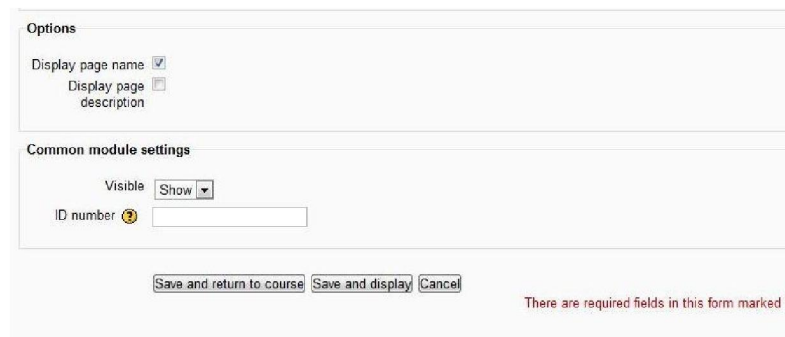 Options
Display page name
Display page
description
Common module settings
Visible Show
ID number
Save and return to course Save and display Cancel
There are required fields in this form marked